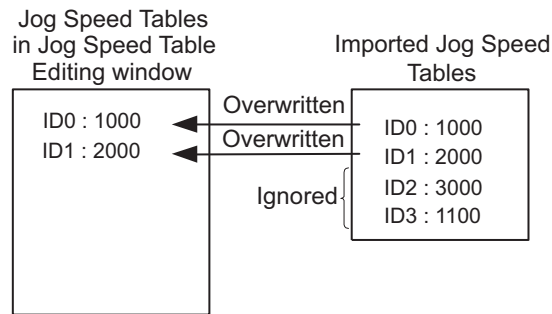 Jog Speed Tables
in Jog Speed Table
Editing window
Imported Jog Speed
Tables
ID0 : 1000
ID1 : 2000
Overwritten
Overwritten
Ignored
ID0 : 1000
ID1 : 2000
ID2 : 3000
ID3 : 1100